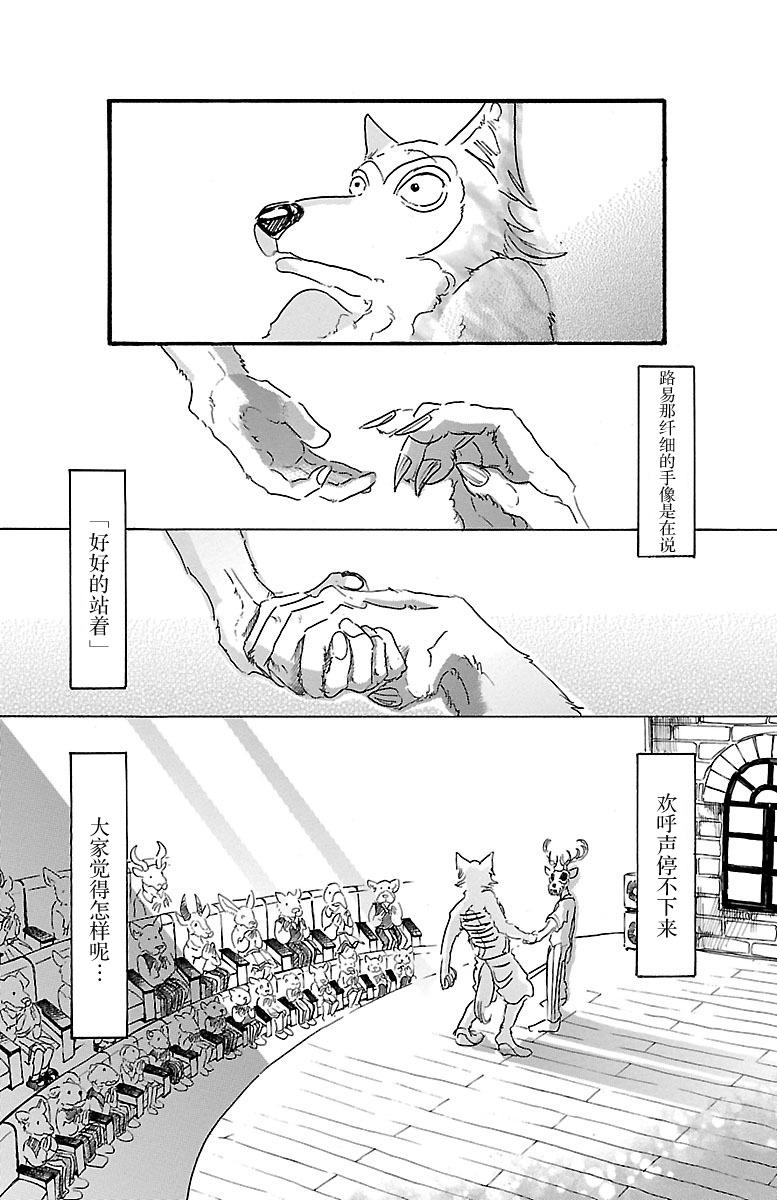 路易那纤细的手像是在说
「好好的站着」
欢呼声停不下来
大家觉得怎样呢…